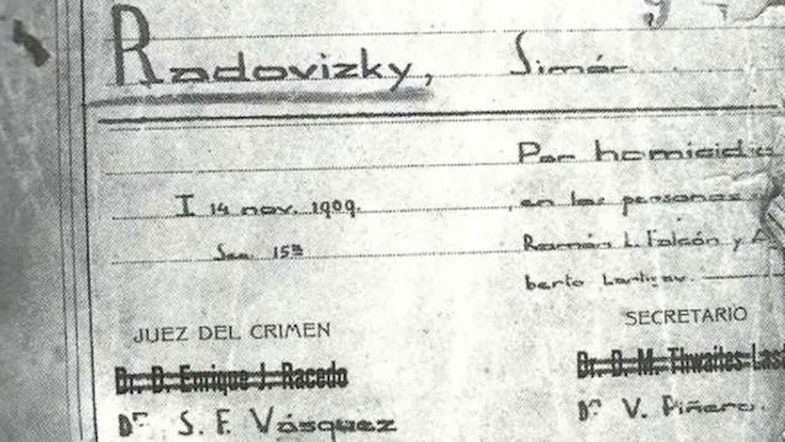 Radovizky, Simón
Por homicidio
I 14 nov. 1909.
en las personas
Sec. 15ª
Ramón L. Falcón y A
berto Lartigau.
JUEZ DEL CRIMEN
SECRETARIO
Dr. D. Enrique J. Racedo
Dr. D. M. Thwaites Last
Dr. S. F. Vásquez
Dr. V. Piñero.